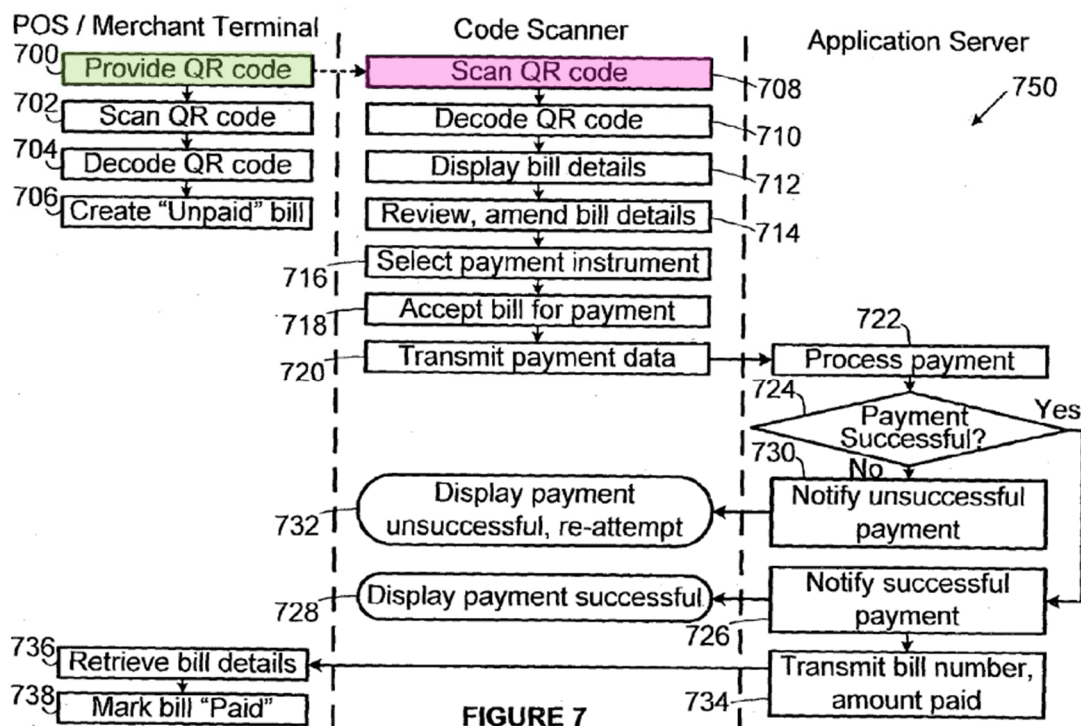 POS / Merchant Terminal
Code Scanner
Application Server
700
Provide QR code
Scan QR code
708
750
702
Scan QR code
Decode QR code
710
704
Decode QR code
Display bill details
712
706
Create “Unpaid” bill
Review, amend bill details
714
716
Select payment instrument
718
Accept bill for payment
720
Transmit payment data
722
Process payment
724
Payment
Successful?
Yes
No
730
Notify unsuccessful
payment
Display payment
unsuccessful, re-attempt
732
Notify successful
payment
726
Display payment successful
728
736
Retrieve bill details
Transmit bill number,
amount paid
734
738
Mark bill “Paid”
FIGURE 7